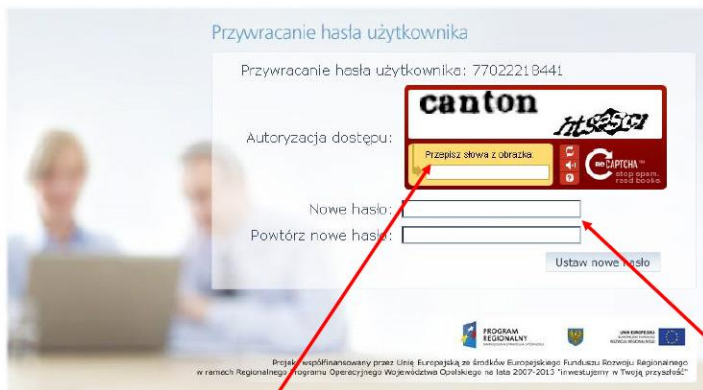 Przywracanie hasła użytkownika
Przywracanie hasła użytkownika: 77022218441
Autoryzacja dostępu:
canton
Przepisz słowa z obrazka:
reCAPTCHA™
stop spam.
read books.
Nowe hasło:
Powtórz nowe hasło:
Ustaw nowe hasło
PROGRAM
REGIONALNY
UNIA EUROPEJSKA
Projekt współfinansowany przez Unię Europejską ze środków Europejskiego Funduszu Rozwoju Regionalnego
w ramach Regionalnego Programu Operacyjnego Województwa Opolskiego na lata 2007-2013 "inwestujemy w Twoją przyszłość"